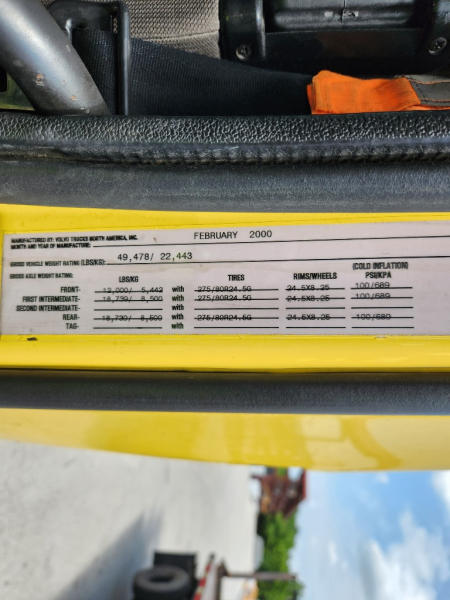 MANUFACTURED BY: VOLVO TRUCKS NORTH AMERICA, INC.
MONTH AND YEAR OF MANUFACTURE: FEBRUARY 2000
GROSS VEHICLE WEIGHT RATING (LBS/KG) 49,478/ 22,443
GROSS AXLE WEIGHT RATING: LBS/KG TIRES RIMS/WHEELS (COLD INFLATION) PSI/KPA
FRONT- 12,000/ 5,443 with 275/80R24.5G 24.5X8.25 100/689
FIRST INTERMEDIATE- 18,739/ 8,500 with 275/80R24.5G 24.5X8.25 100/689
SECOND INTERMEDIATE- with
REAR- 18,739/ 8,500 with 275/80R24.5G 24.5X8.25 100/689
TAG- with